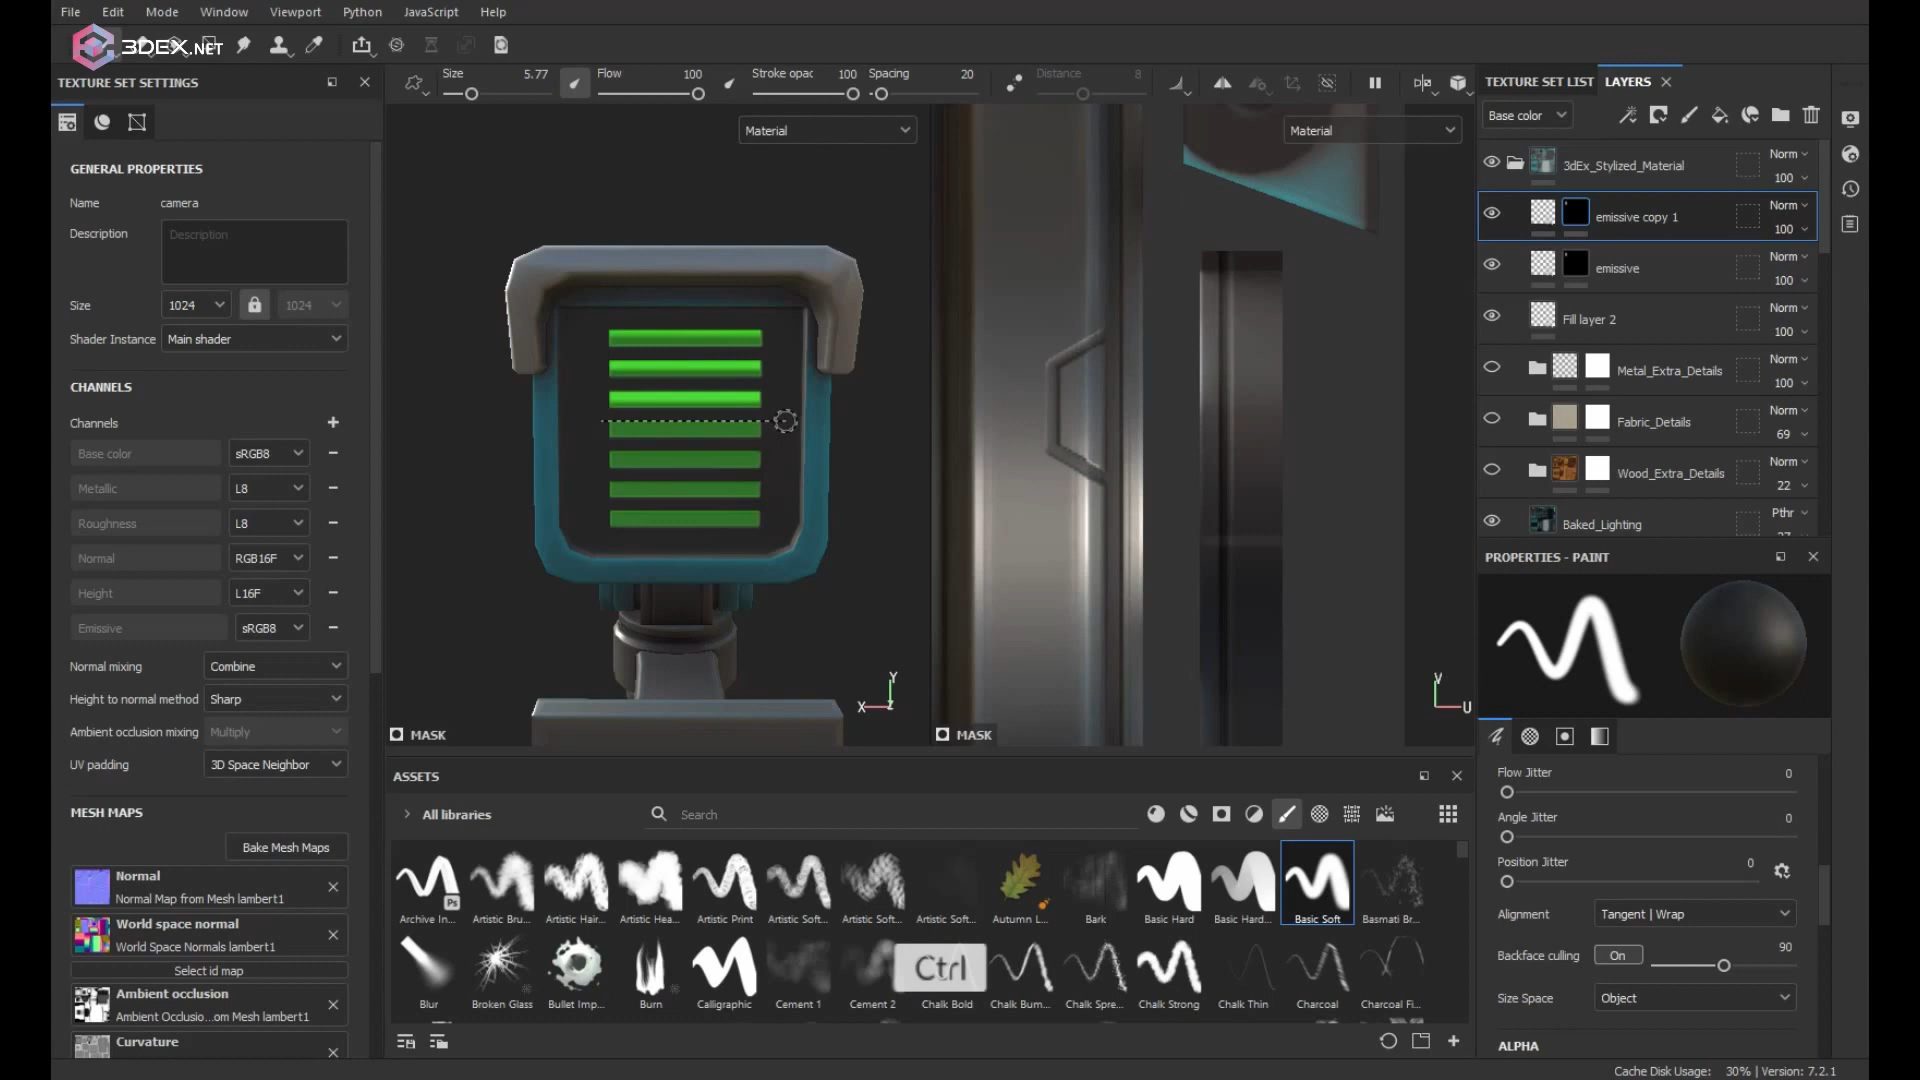 File Edit Mode Window Viewport Python JavaScript Help
3DEX.NET
TEXTURE SET SETTINGS
Size 5.77
Flow 100
Stroke opac 100
Spacing 20
Distance 8
TEXTURE SET LIST LAYERS
Base color
Material
Material
GENERAL PROPERTIES
Name camera
Description Description
Size 1024 1024
Shader Instance Main shader
CHANNELS
Channels
Base color sRGB8
Metallic L8
Roughness L8
Normal RGB16F
Height L16F
Emissive sRGB8
Normal mixing Combine
Height to normal method Sharp
Ambient occlusion mixing Multiply
UV padding 3D Space Neighbor
MESH MAPS
Bake Mesh Maps
Normal
Normal Map from Mesh lambert1
World space normal
World Space Normals lambert1
Select id map
Ambient occlusion
Ambient Occlusio...om Mesh lambert1
Curvature
Y
X
Z
MASK
V
U
MASK
3dEx_Stylized_Material Norm 100
emissive copy 1 Norm 100
emissive Norm 100
Fill layer 2 Norm 100
Metal_Extra_Details Norm 100
Fabric_Details Norm 69
Wood_Extra_Details Norm 22
Baked_Lighting Pthr
PROPERTIES - PAINT
Flow Jitter 0
Angle Jitter 0
Position Jitter 0
Alignment Tangent | Wrap
Backface culling On 90
Size Space Object
ALPHA
ASSETS
All libraries
Search
Ps
Archive In... Artistic Bru... Artistic Hair... Artistic Hea... Artistic Print Artistic Soft... Artistic Soft... Artistic Soft... Autumn L... Bark Basic Hard Basic Hard... Basic Soft Basmati Br...
Ctrl
Blur Broken Glass Bullet Imp... Burn Calligraphic Cement 1 Cement 2 Chalk Bold Chalk Bum... Chalk Spre... Chalk Strong Chalk Thin Charcoal Charcoal Fi...
Cache Disk Usage: 30% | Version: 7.2.1